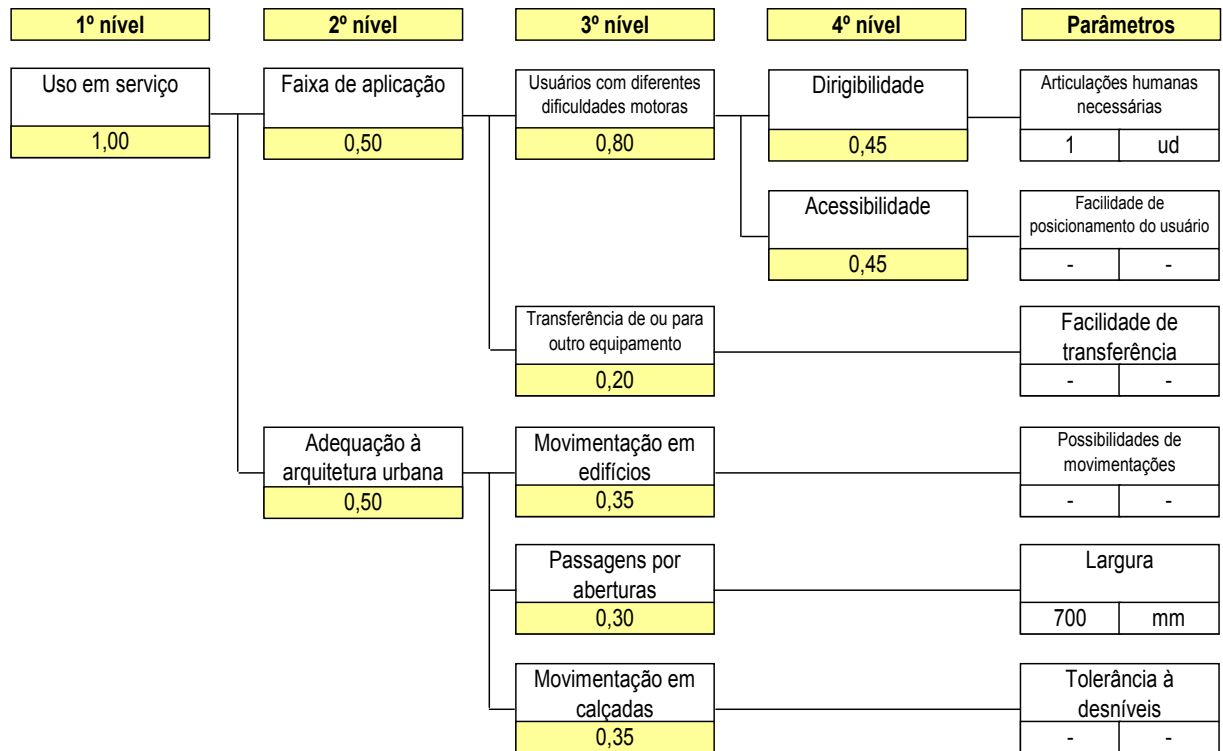 1º nível
2º nível
3º nível
4º nível
Parâmetros
Uso em serviço
1,00
Faixa de aplicação
0,50
Usuários com diferentes
dificuldades motoras
0,80
Dirigibilidade
0,45
Articulações humanas
necessárias
1
ud
Acessibilidade
0,45
Facilidade de
posicionamento do usuário
-
-
Transferência de ou para
outro equipamento
0,20
Facilidade de
transferência
-
-
Adequação à
arquitetura urbana
0,50
Movimentação em
edifícios
0,35
Possibilidades de
movimentações
-
-
Passagens por
aberturas
0,30
Largura
700
mm
Movimentação em
calçadas
0,35
Tolerância à
desníveis
-
-